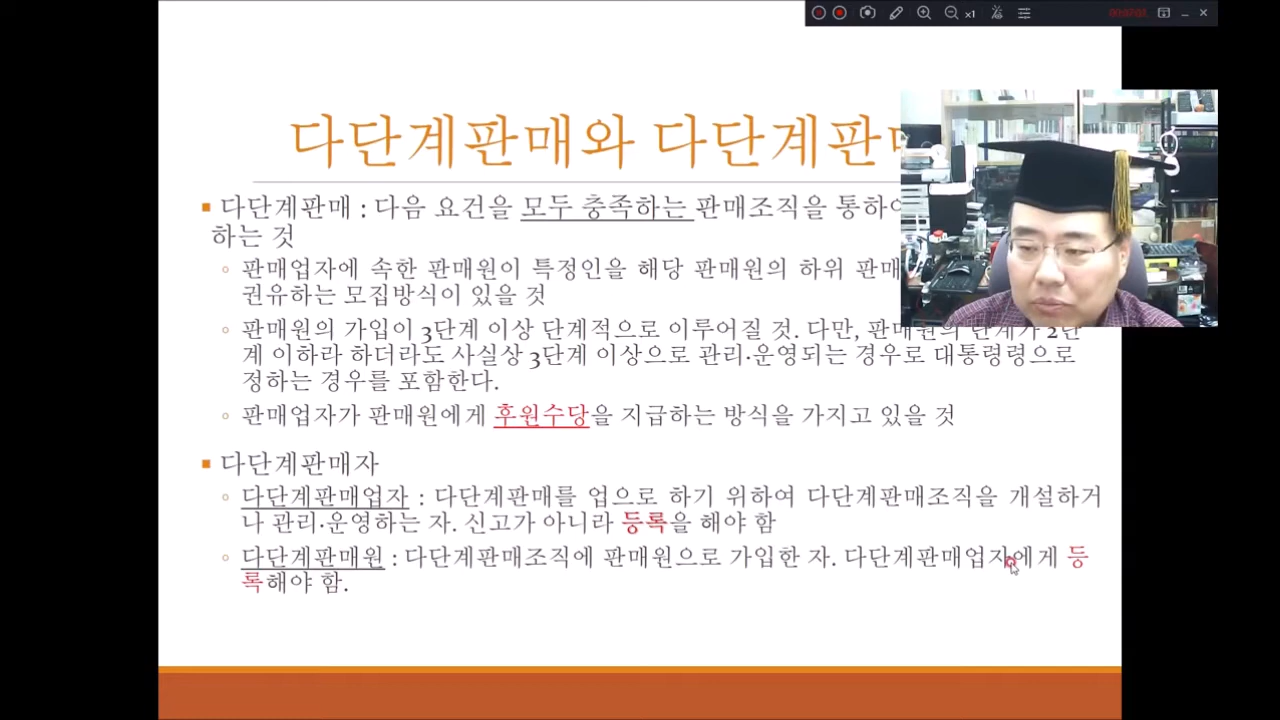 다단계판매와 다단계판
▪ 다단계판매 : 다음 요건을 모두 충족하는 판매조직을 통하여
하는 것
◦ 판매업자에 속한 판매원이 특정인을 해당 판매원의 하위 판매
권유하는 모집방식이 있을 것
◦ 판매원의 가입이 3단계 이상 단계적으로 이루어질 것. 다만, 판매원의 단계가 2단
계 이하라 하더라도 사실상 3단계 이상으로 관리·운영되는 경우로 대통령령으로
정하는 경우를 포함한다.
◦ 판매업자가 판매원에게 후원수당을 지급하는 방식을 가지고 있을 것
▪ 다단계판매자
◦ 다단계판매업자 : 다단계판매를 업으로 하기 위하여 다단계판매조직을 개설하거
나 관리·운영하는 자. 신고가 아니라 등록을 해야 함
◦ 다단계판매원 : 다단계판매조직에 판매원으로 가입한 자. 다단계판매업자에게 등
록해야 함.
x1